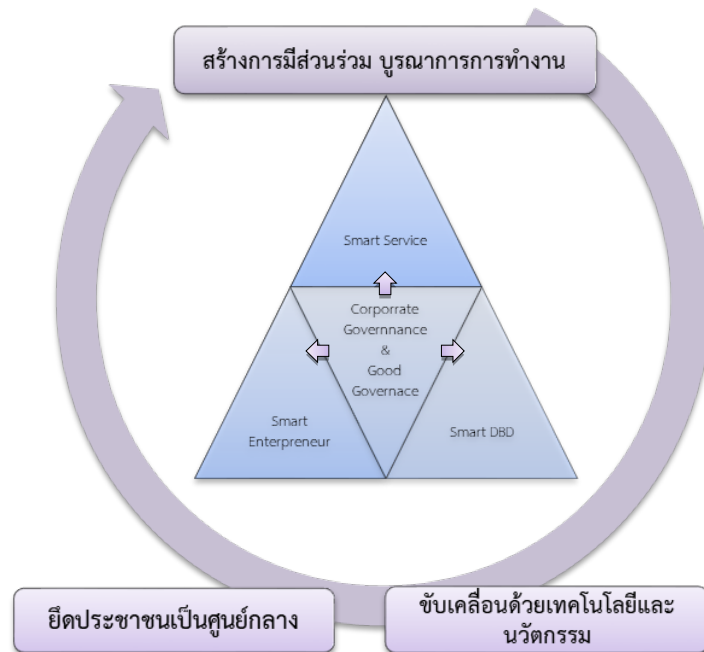 สร้างการมีส่วนร่วม บูรณาการการทำงาน
Smart Service
Corporrate
Governnance
&
Good
Governace
Smart
Enterpreneur
Smart DBD
ยึดประชาชนเป็นศูนย์กลาง
ขับเคลื่อนด้วยเทคโนโลยีและ
นวัตกรรม